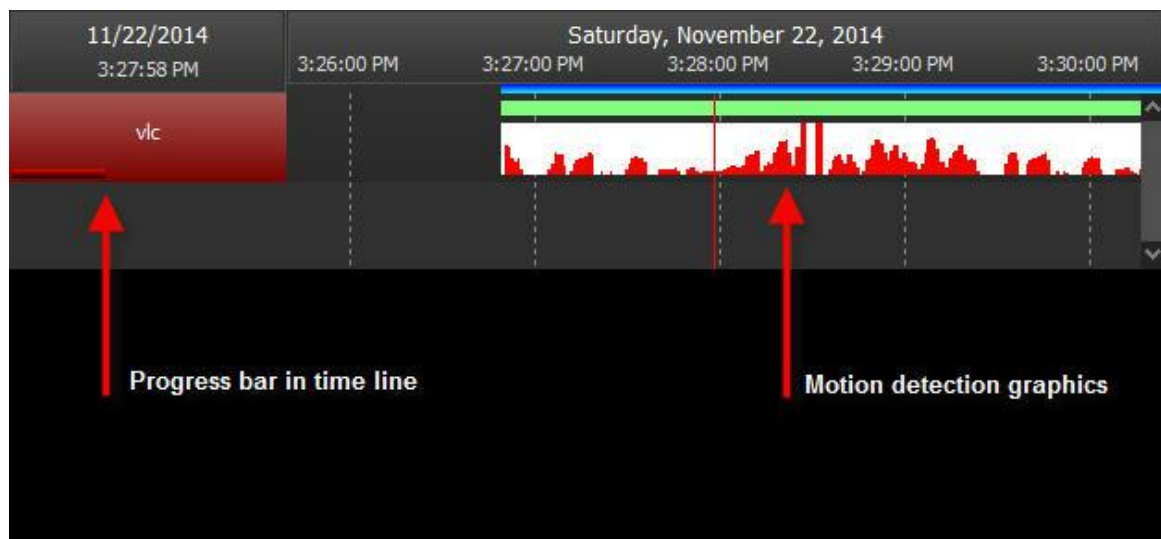 11/22/2014
3:27:58 PM
Saturday, November 22, 2014
3:26:00 PM 3:27:00 PM 3:28:00 PM 3:29:00 PM 3:30:00 PM
vlc
Progress bar in time line
Motion detection graphics